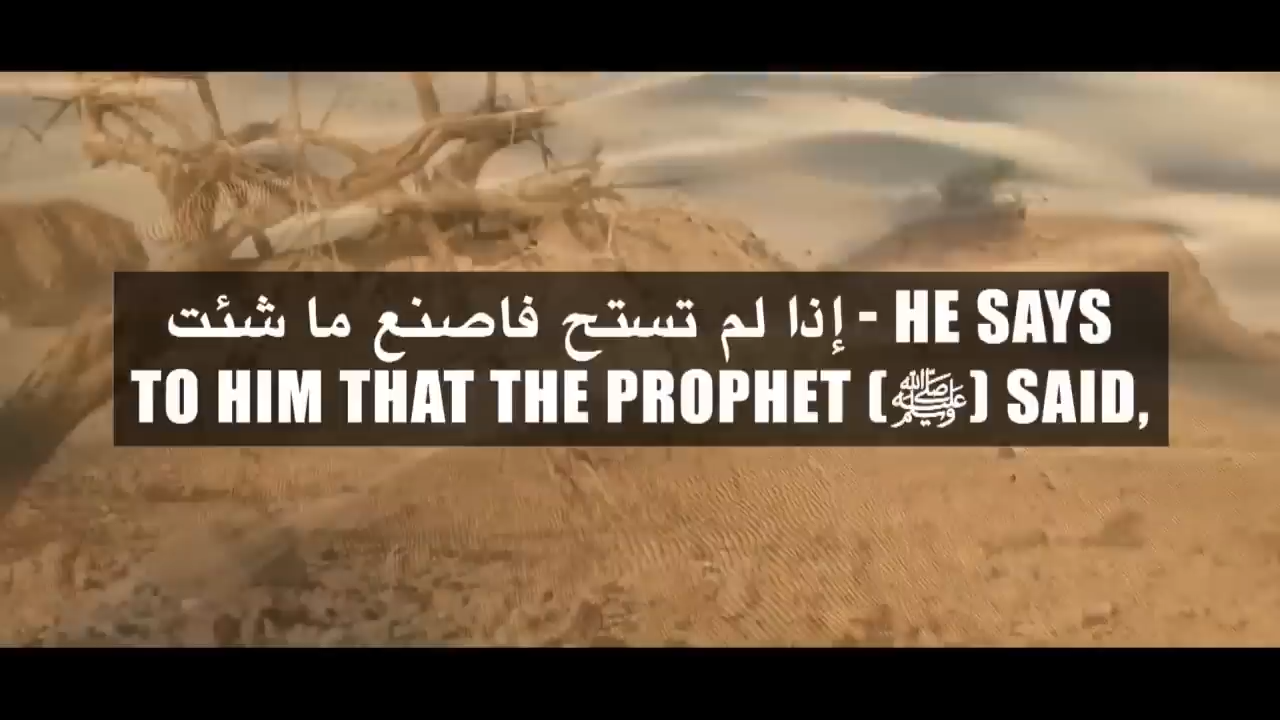 إذا لم تستح فاصنع ما شئت - HE SAYS
TO HIM THAT THE PROPHET (ﷺ) SAID,